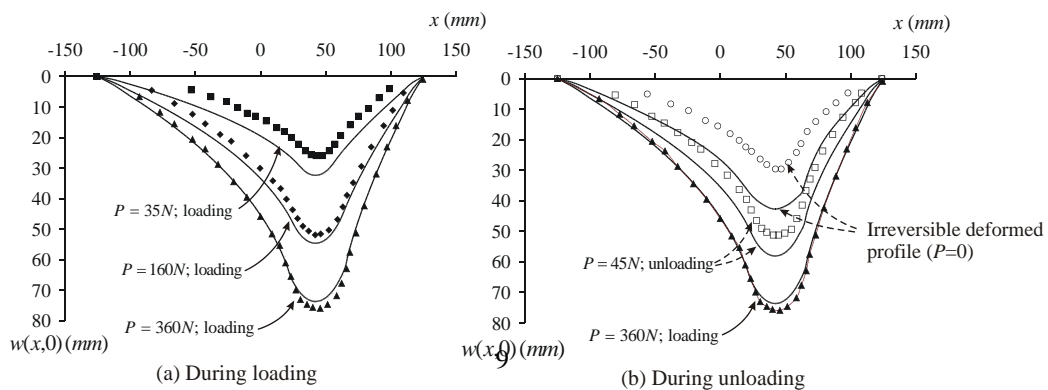 x (mm)
-150 -100 -50 0 50 100 150
0
10
20
30
40
50
60
70
80
P = 35N; loading
P = 160N; loading
P = 360N; loading
w(x,0) (mm)
(a) During loading
x (mm)
-150 -100 -50 0 50 100 150
0
10
20
30
40
50
60
70
80
Irreversible deformed
profile (P=0)
P = 45N; unloading
P = 360N; loading
w(x,0) (mm)
9
(b) During unloading